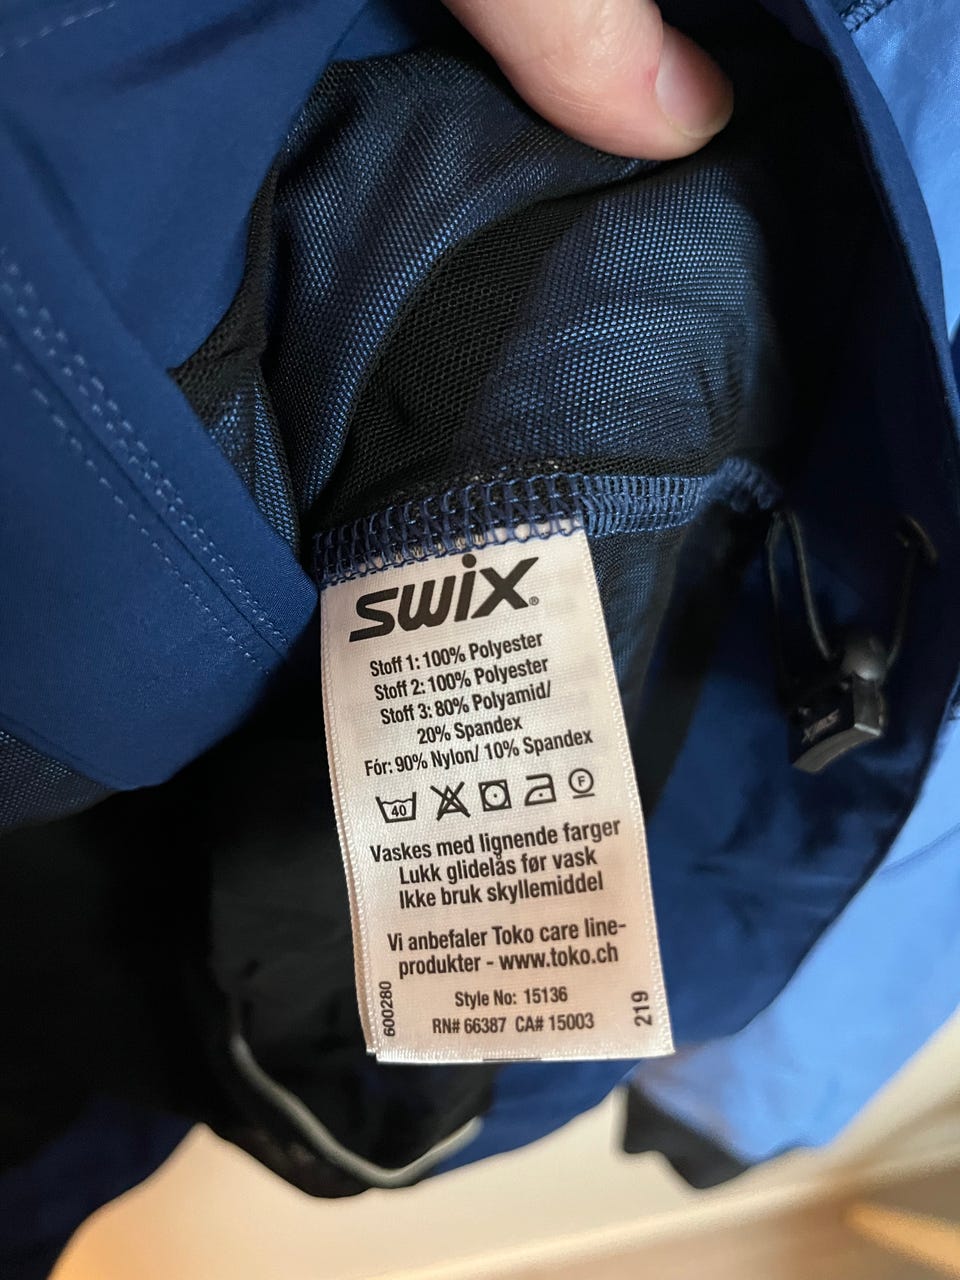 swix®
Stoff 1: 100% Polyester
Stoff 2: 100% Polyester
Stoff 3: 80% Polyamid/
20% Spandex
Fór: 90% Nylon/ 10% Spandex
40 F
Vaskes med lignende farger
Lukk glidelås før vask
Ikke bruk skyllemiddel
Vi anbefaler Toko care line-
produkter - www.toko.ch
Style No: 15136
RN# 66387 CA# 15003
600280
219
swix